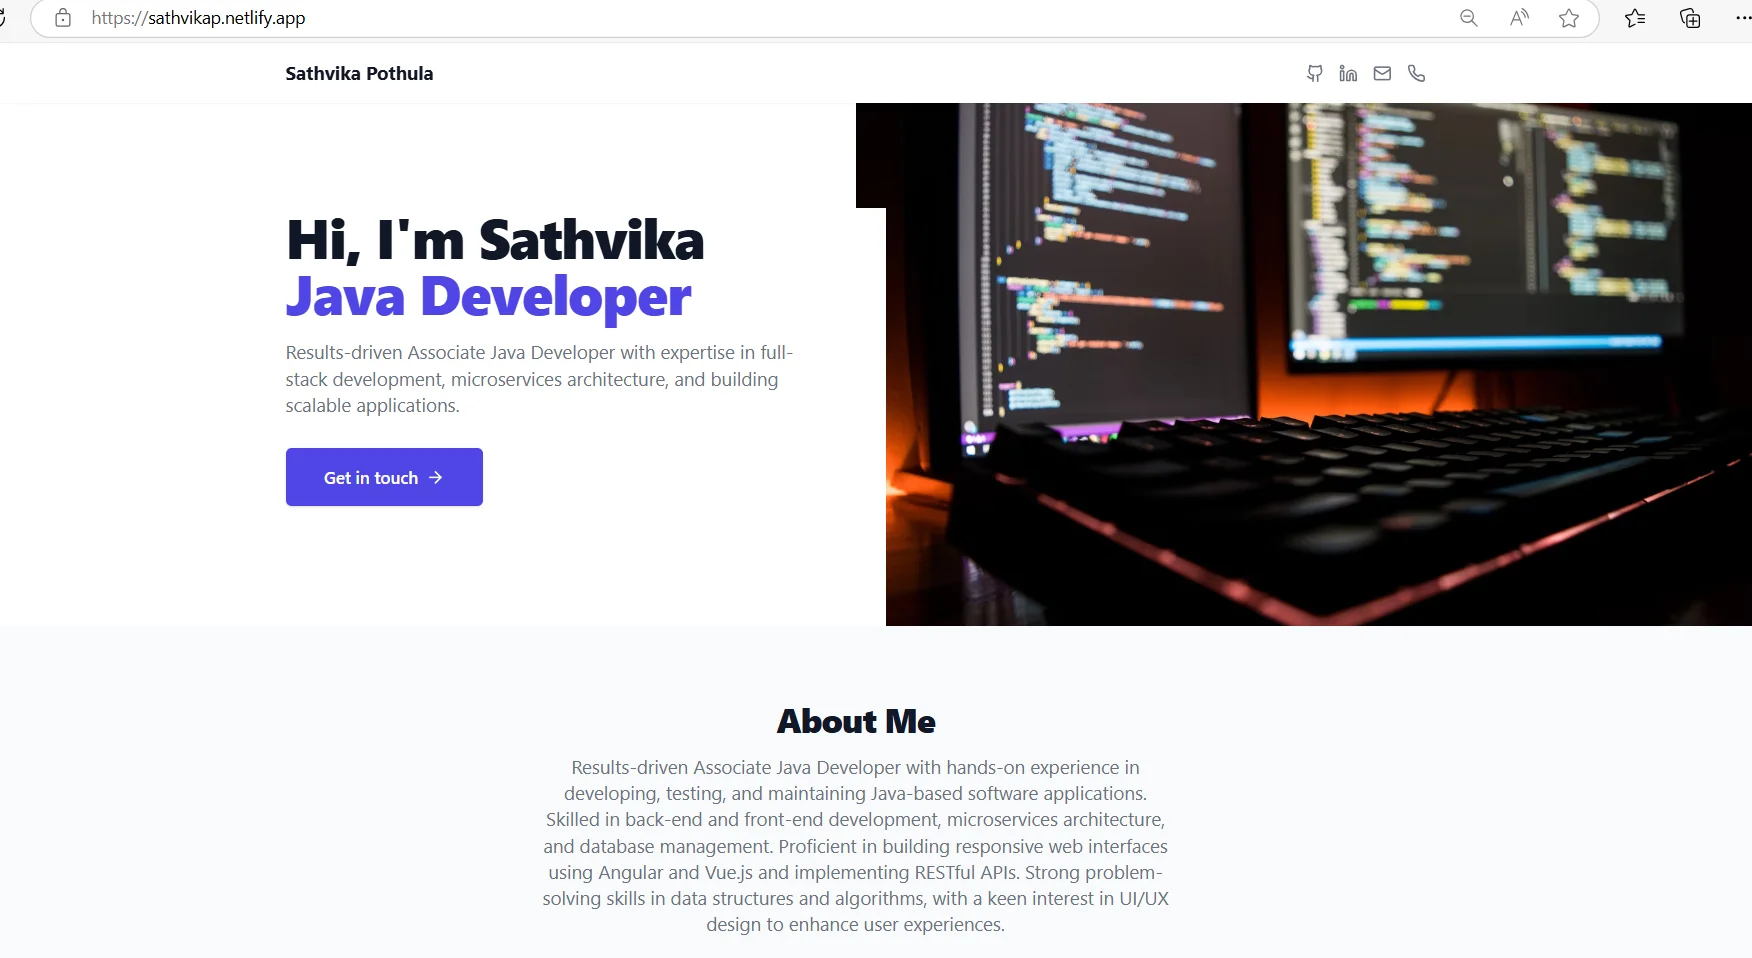 https://sathvikap.netlify.app
Sathvika Pothula
Hi, I'm Sathvika
Java Developer
Results-driven Associate Java Developer with expertise in full-
stack development, microservices architecture, and building
scalable applications.
Get in touch →
About Me
Results-driven Associate Java Developer with hands-on experience in
developing, testing, and maintaining Java-based software applications.
Skilled in back-end and front-end development, microservices architecture,
and database management. Proficient in building responsive web interfaces
using Angular and Vue.js and implementing RESTful APIs. Strong problem-
solving skills in data structures and algorithms, with a keen interest in UI/UX
design to enhance user experiences.